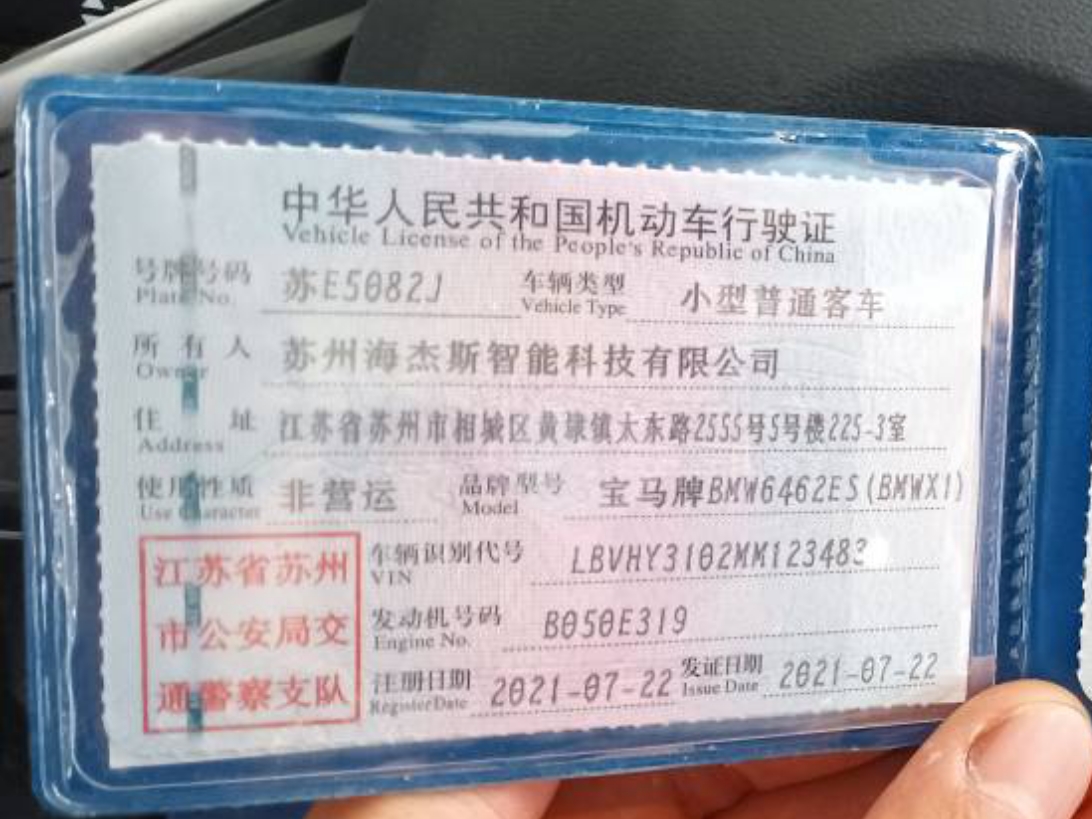 中华人民共和国机动车行驶证
Vehicle License of the People's Republic of China
号牌号码 苏E5082J 车辆类型 小型普通客车
Plate No. Vehicle Type
所有人 苏州海杰斯智能科技有限公司
Owner
住址 江苏省苏州市相城区黄埭镇太东路2555号5号楼225-3室
Address
使用性质 非营运 品牌型号 宝马牌BMW6462ES(BMWX1)
Use Character Model
江苏省苏州
市公安局交
通警察支队
车辆识别代号 LBVHY3102MM123483
VIN
发动机号码 B050E319
Engine No.
注册日期 2021-07-22 发证日期 2021-07-22
Register Date Issue Date